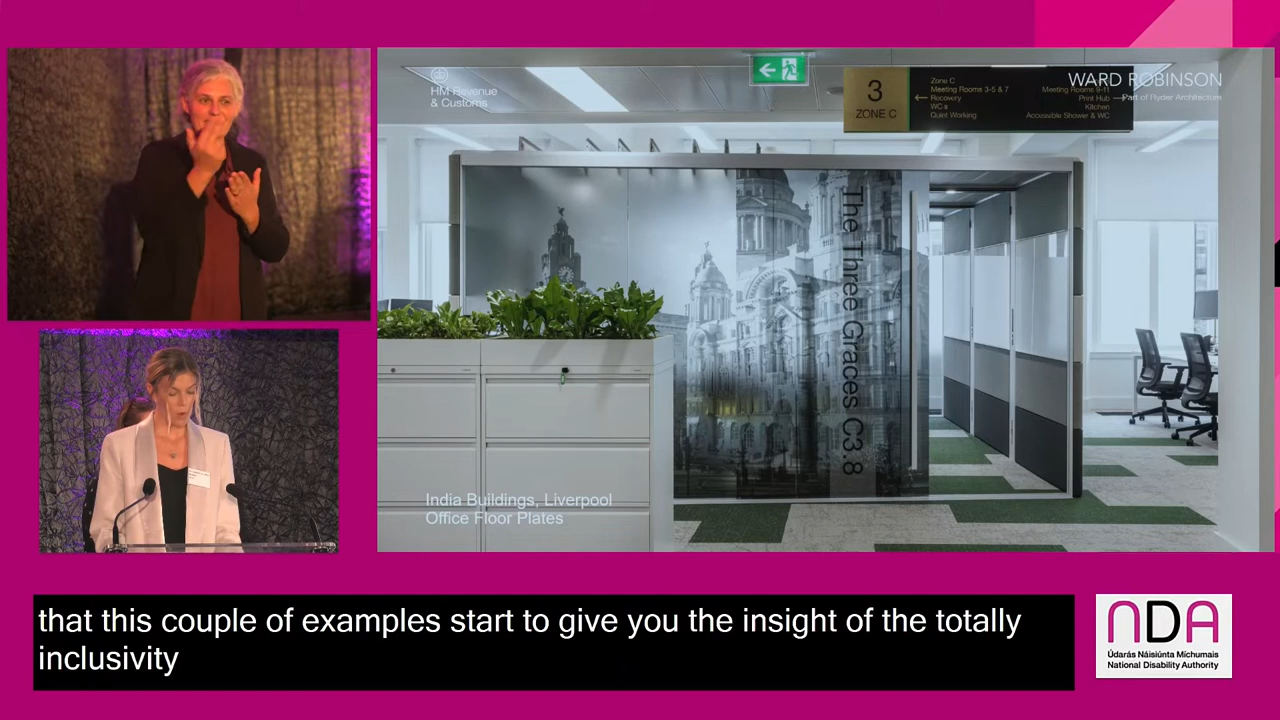 HM Revenue
& Customs
3
ZONE C
Zone C
Meeting Rooms 3-5 & 7
Recovery
WC's
Quiet Working
Meeting Rooms 9-11
Print Hub
Kitchen
Accessible Shower & WC
WARD ROBINSON
Part of Ryder Architecture
The Three Graces C3.8
India Buildings, Liverpool
Office Floor Plates
that this couple of examples start to give you the insight of the totally
inclusivity
NDA
Údarás Náisiúnta Míchumais
National Disability Authority